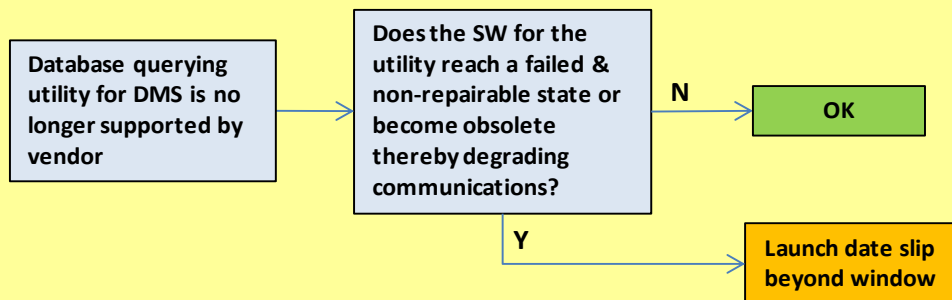 Database querying
utility for DMS is no
longer supported by
vendor
Does the SW for the
utility reach a failed &
non-repairable state or
become obsolete
thereby degrading
communications?
N
OK
Y
Launch date slip
beyond window